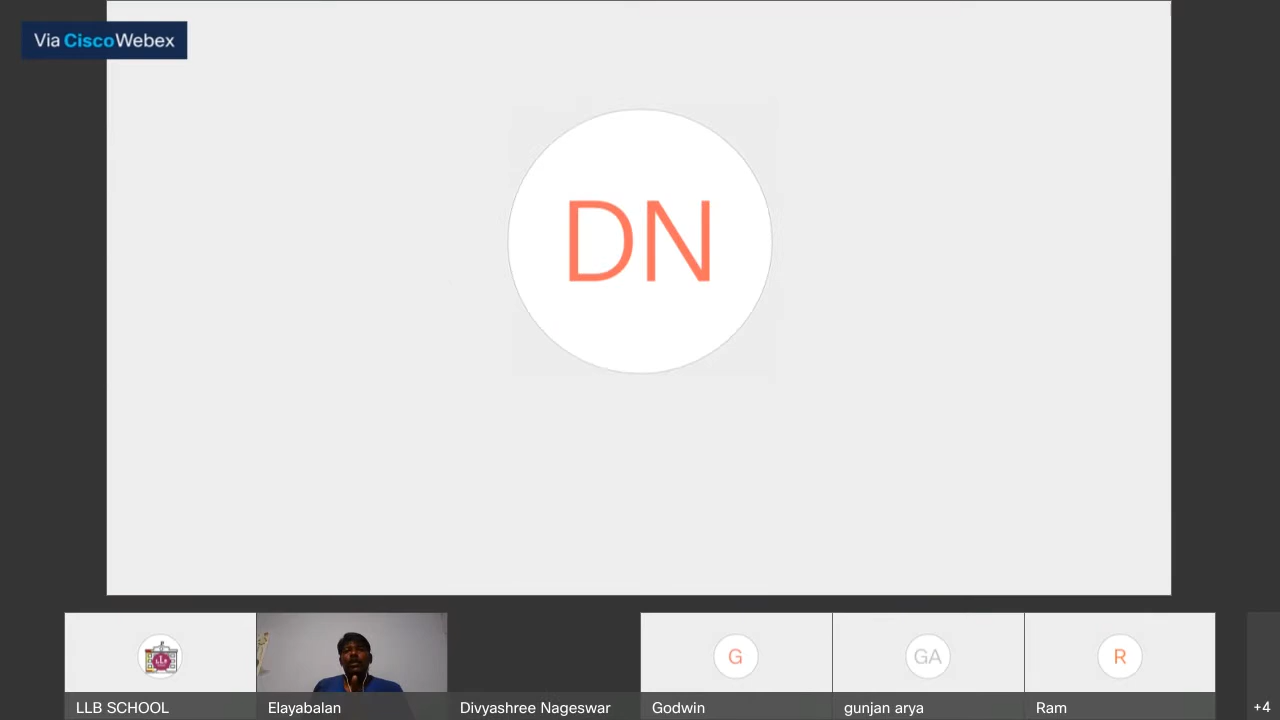 Via CiscoWebex
DN
G
GA
R
LLB SCHOOL
Elayabalan
Divyashree Nageswar
Godwin
gunjan arya
Ram
+4